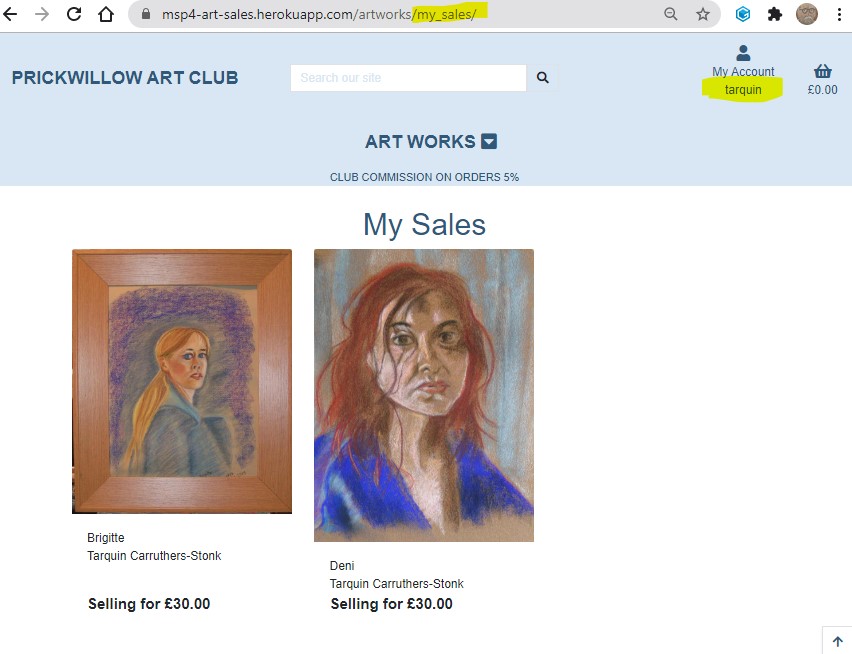 msp4-art-sales.herokuapp.com/artworks/my_sales/
PRICKWILLOW ART CLUB
Search our site
My Account
tarquin
£0.00
ART WORKS
CLUB COMMISSION ON ORDERS 5%
My Sales
Brigitte
Tarquin Carruthers-Stonk
Selling for £30.00
Deni
Tarquin Carruthers-Stonk
Selling for £30.00